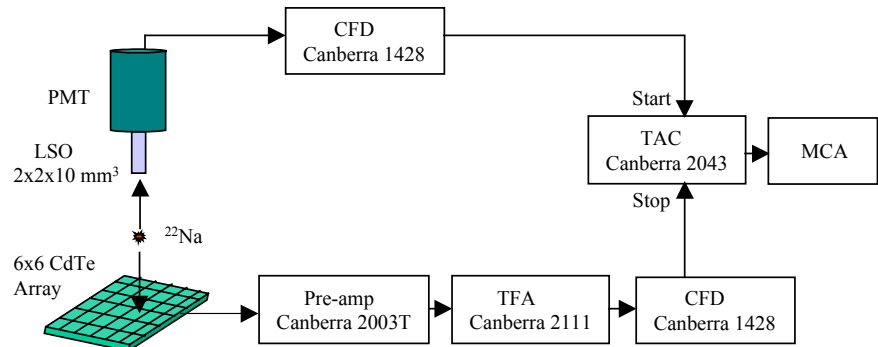 CFD
Canberra 1428
PMT
Start
LSO
2x2x10 mm³
TAC
Canberra 2043
MCA
Stop
²²Na
6x6 CdTe
Array
Pre-amp
Canberra 2003T
TFA
Canberra 2111
CFD
Canberra 1428